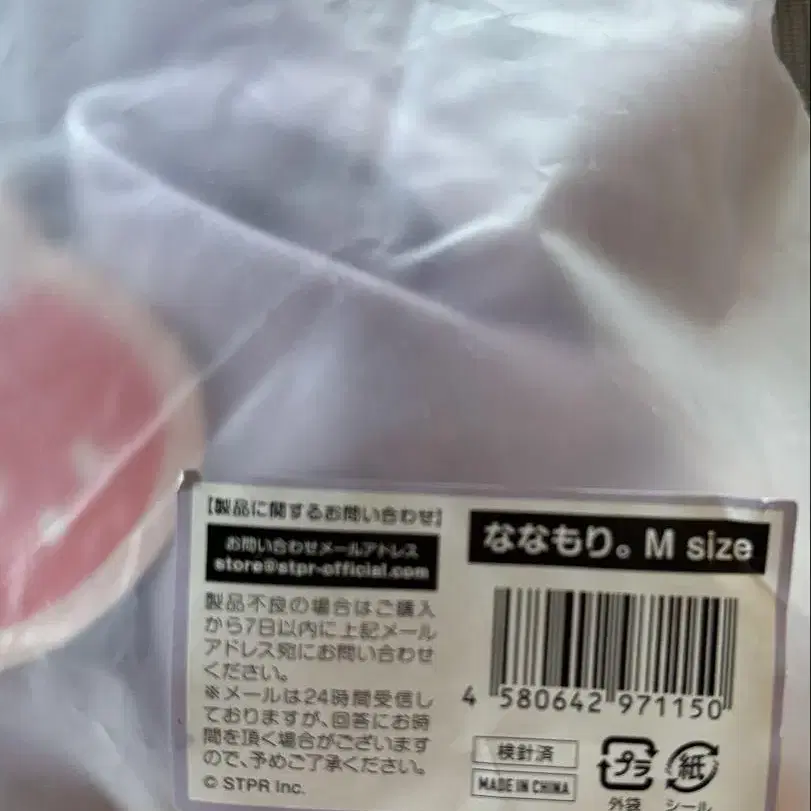 【製品に関するお問い合わせ】
お問い合わせメールアドレス
store@stpr-official.com
製品不良の場合はご購入
から7日以内に上記メール
アドレス宛にお問い合わせ
ください。
※メールは24時間受信し
ておりますが、回答にお時
間を頂く場合がございます
ので、予めご了承ください。
© STPR Inc.
ななもり。M size
4 580642 971150
検針済
MADE IN CHINA
プラ
外袋
紙
シール